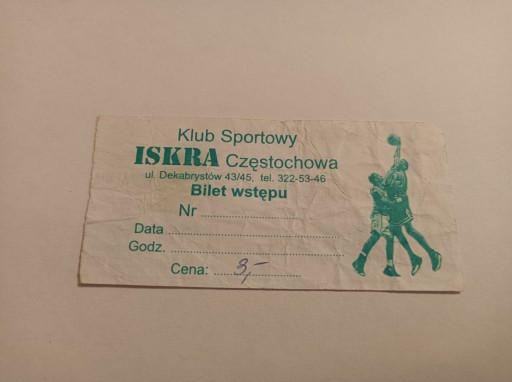 Klub Sportowy
ISKRA Częstochowa
ul. Dekabrystów 43/45, tel. 322-53-46
Bilet wstępu
Nr ..............................
Data ..............................
Godz. ..............................
Cena: ......3,-......